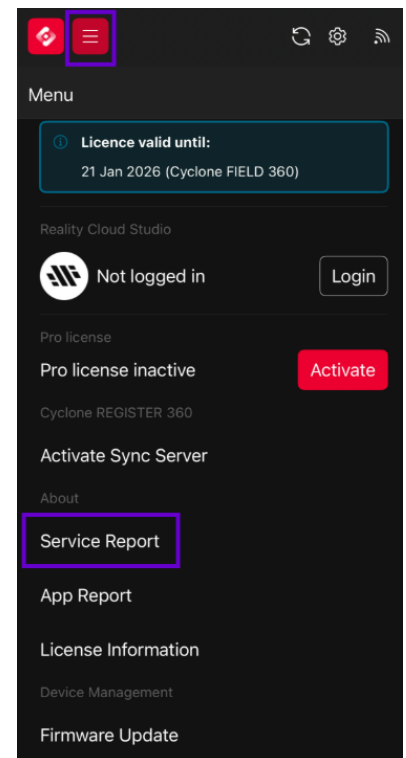 Menu
Licence valid until:
21 Jan 2026 (Cyclone FIELD 360)
Reality Cloud Studio
Not logged in
Login
Pro license
Pro license inactive
Activate
Cyclone REGISTER 360
Activate Sync Server
About
Service Report
App Report
License Information
Device Management
Firmware Update